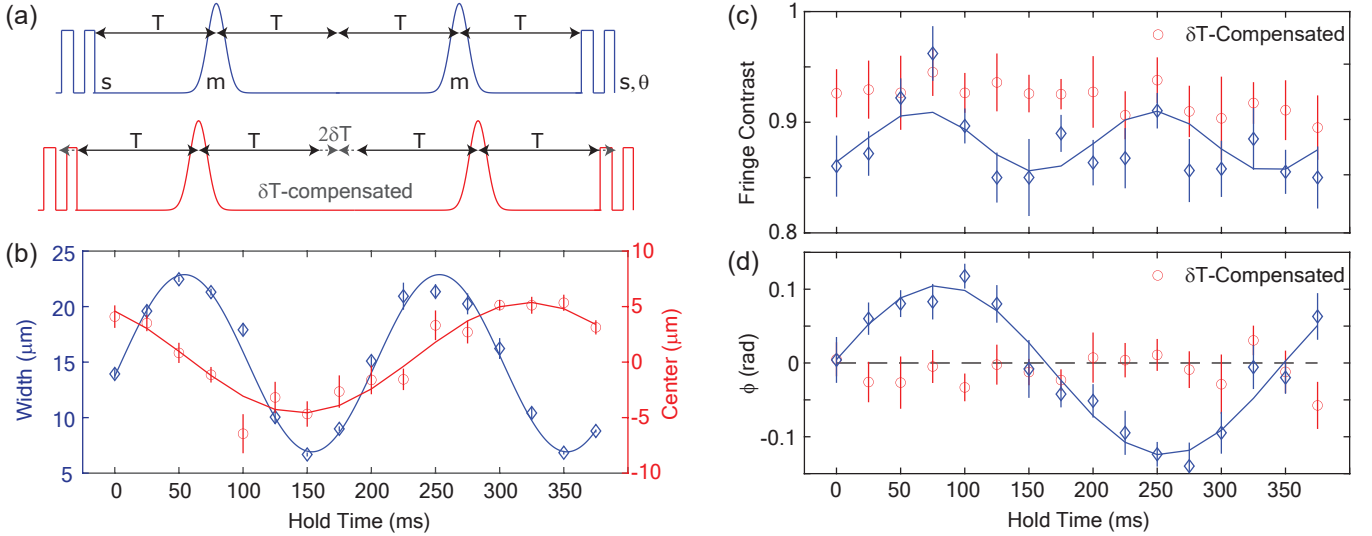 (a)
T T T T
s m m s, θ
T T 2δT T T
δT-compensated
(b)
25
20
15
10
5
Width (μm)
10
5
0
-5
-10
Center (μm)
0 50 100 150 200 250 300 350
Hold Time (ms)
(c)
1
0.9
0.8
Fringe Contrast
δT-Compensated
(d)
0.1
0
-0.1
ϕ (rad)
δT-Compensated
0 50 100 150 200 250 300 350
Hold Time (ms)